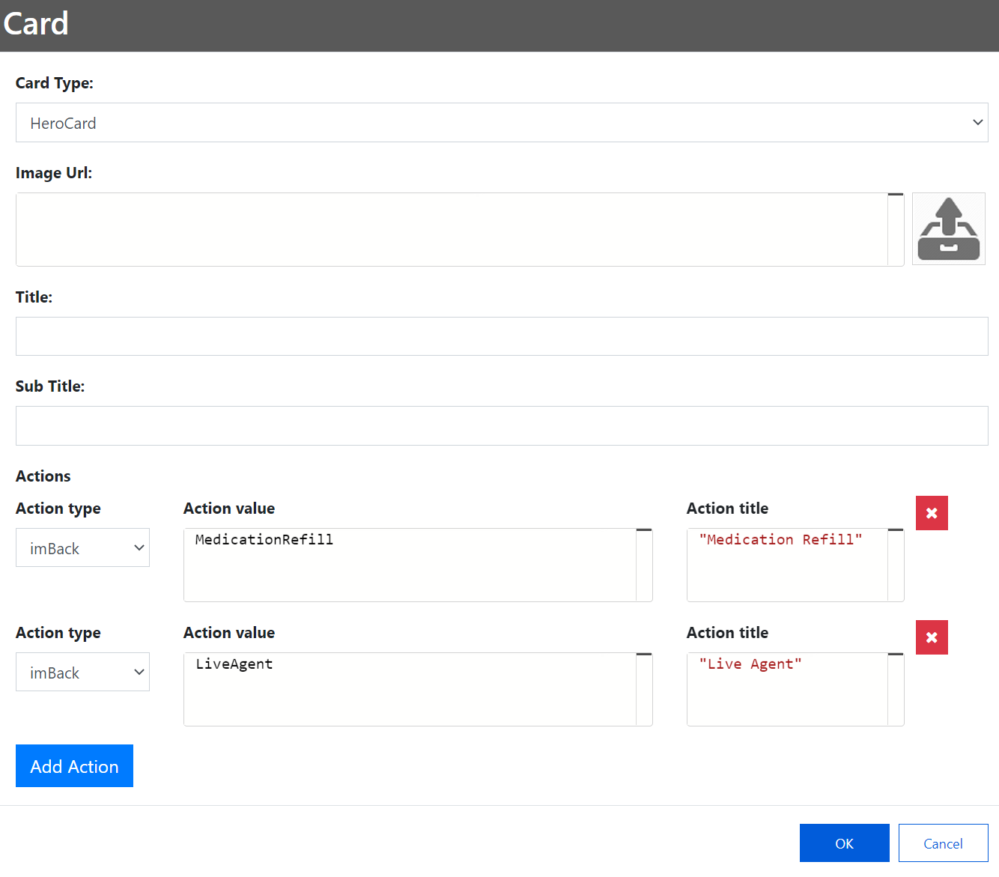 Card
Card Type:
HeroCard
Image Url:
Title:
Sub Title:
Actions
Action type Action value Action title
imBack MedicationRefill "Medication Refill"
Action type Action value Action title
imBack LiveAgent "Live Agent"
Add Action
OK Cancel